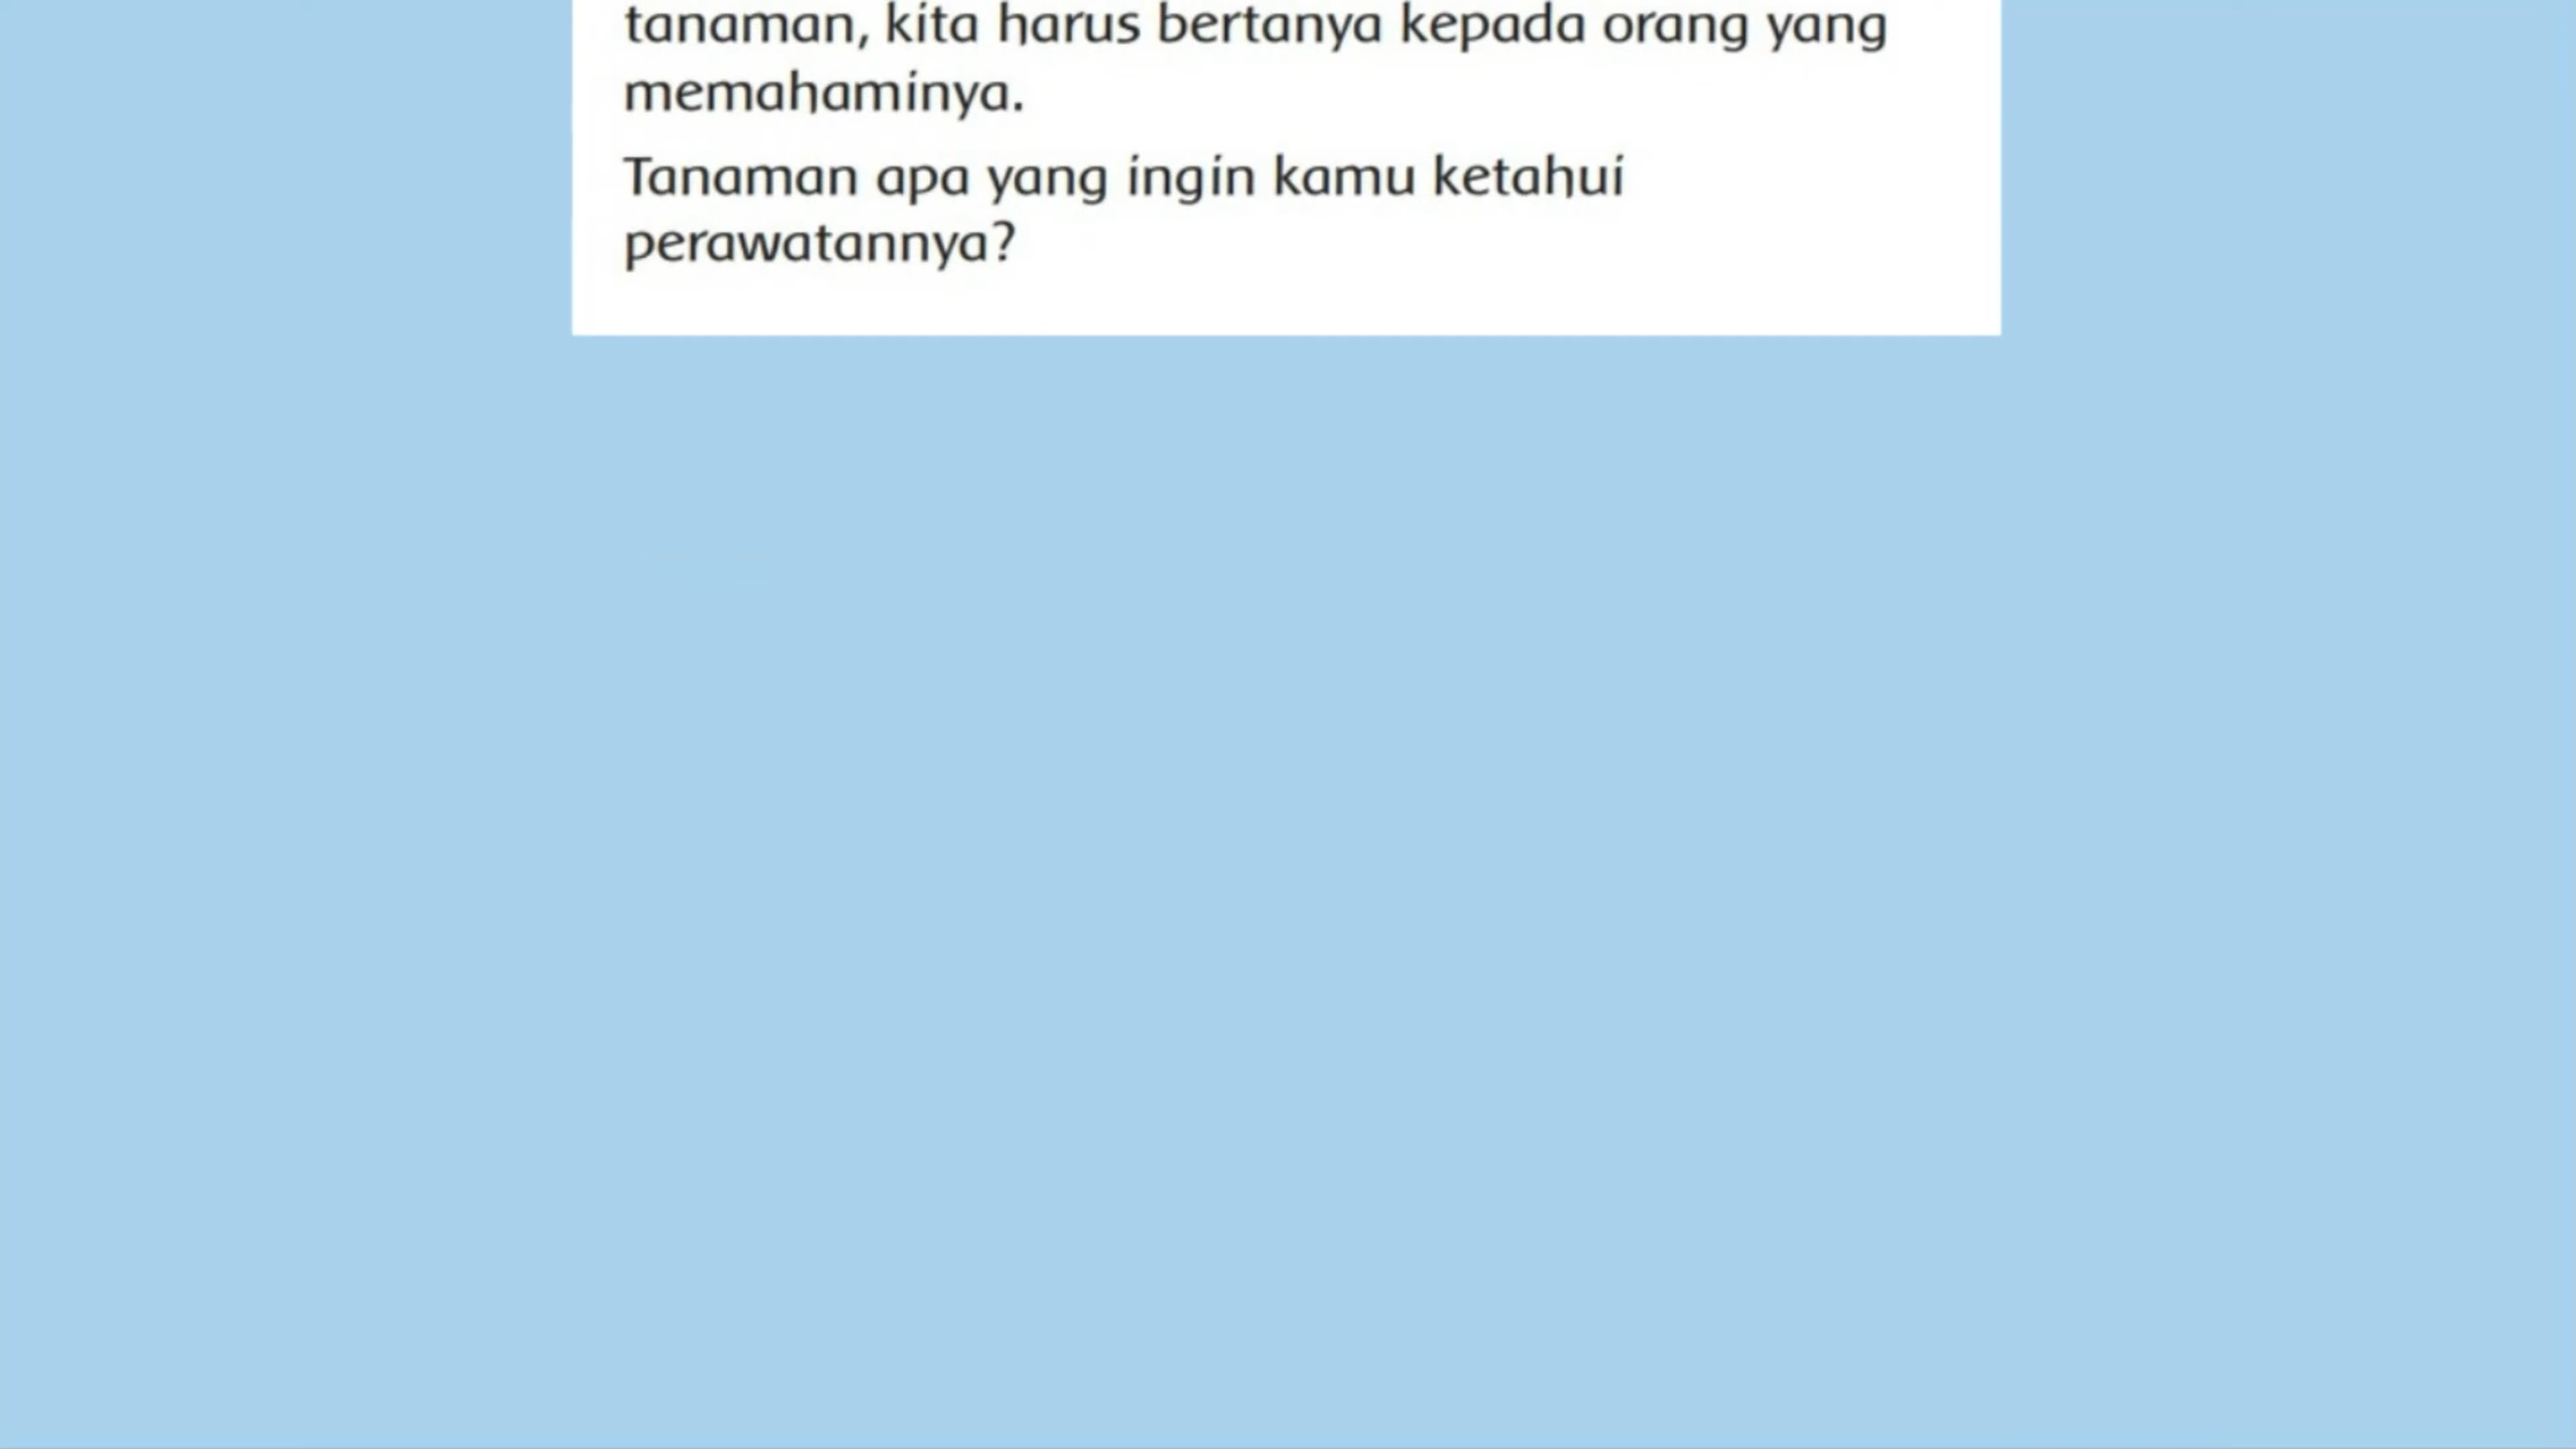 tanaman, kita harus bertanya kepada orang yang
memahaminya.
Tanaman apa yang ingin kamu ketahui
perawatannya?